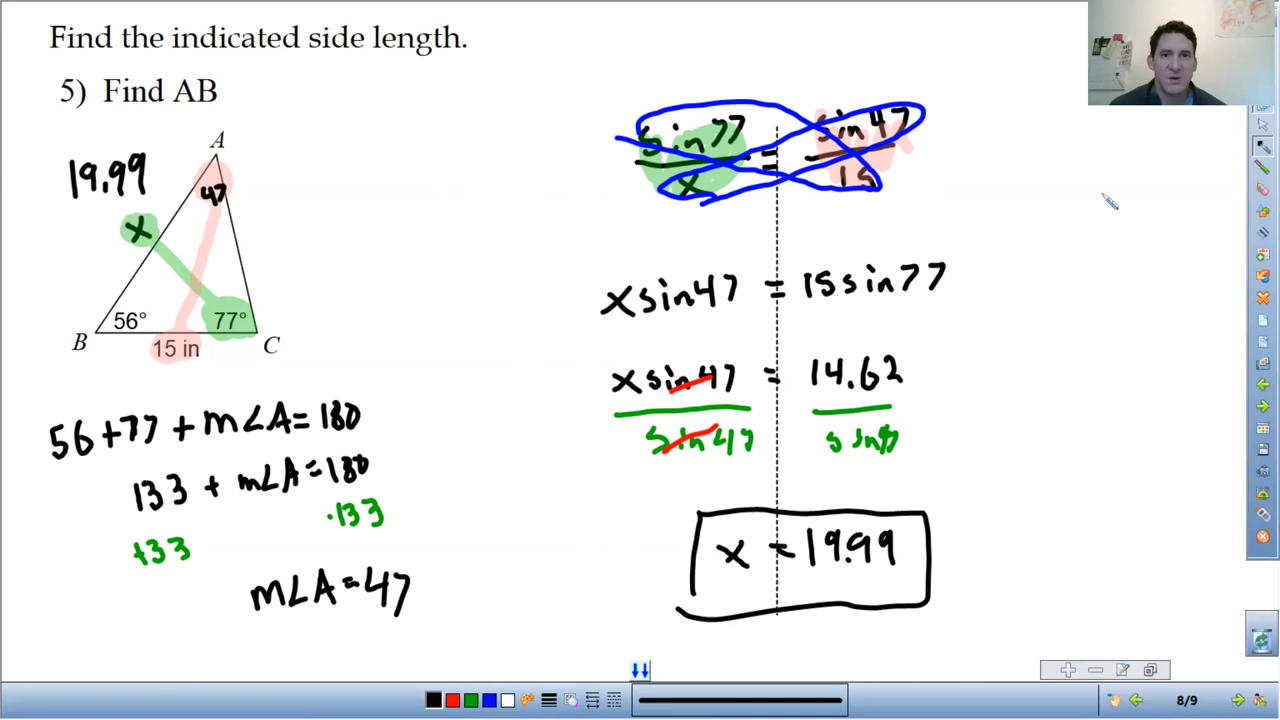 Find the indicated side length.
5) Find AB
A
19.99
47
x
56°
77°
B
15 in
C
56+77 + m∠A = 180
133 + m∠A = 180
-133
-133
m∠A = 47
sin 77 = sin 47
x 15
x sin 47 = 15 sin 77
x sin 47 = 14.62
sin 47 sin 47
x = 19.99
8/9